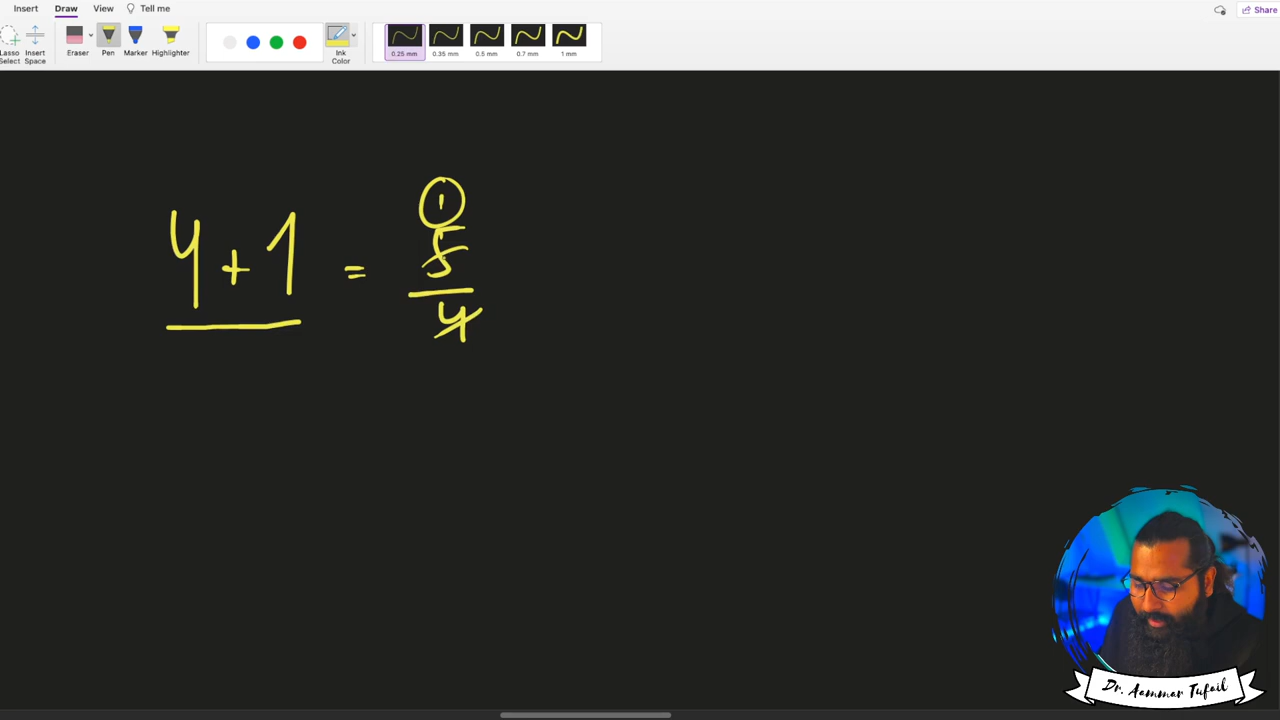 Insert Draw View Tell me
Share
Lasso Select
Insert Space
Eraser
Pen
Marker
Highlighter
Ink Color
0.25 mm
0.35 mm
0.5 mm
0.7 mm
1 mm
1
4 + 1 = 5
4
Dr. Aammar Tufail